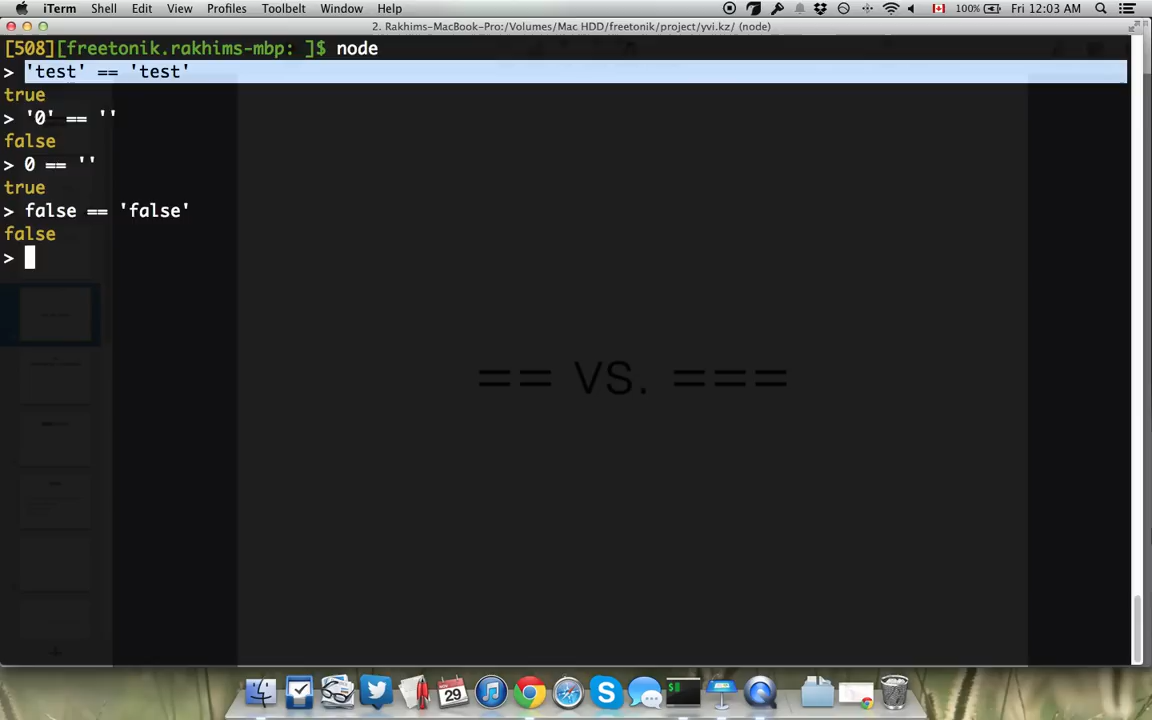 iTerm Shell Edit View Profiles Toolbelt Window Help 100% Fri 12:03 AM
2. Rakhims-MacBook-Pro:/Volumes/Mac HDD/freetonik/project/yvi.kz/ (node)
[508][freetonik.rakhims-mbp: ]$ node
> 'test' == 'test'
true
> '0' == ''
false
> 0 == ''
true
> false == 'false'
false
>
== VS. ===
29